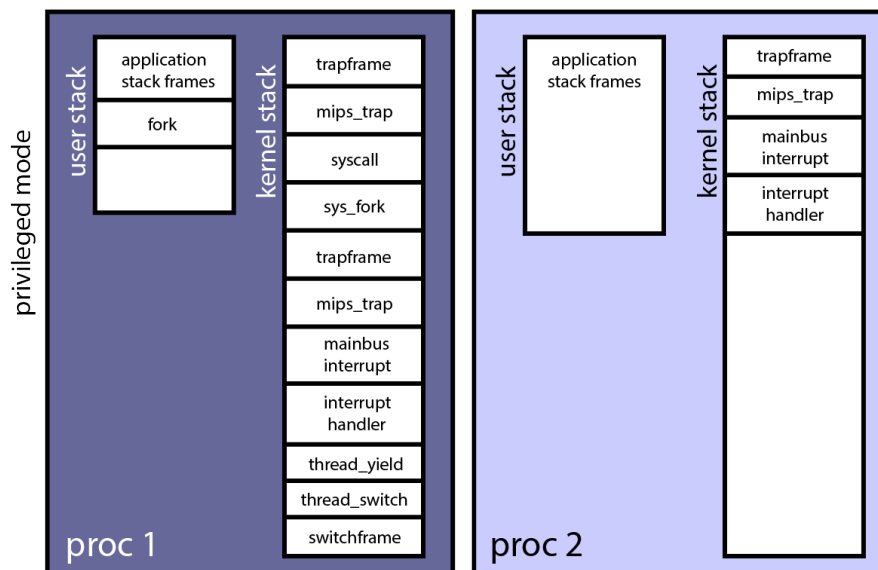 privileged mode
user stack
application
stack frames
fork
kernel stack
trapframe
mips_trap
syscall
sys_fork
trapframe
mips_trap
mainbus
interrupt
interrupt
handler
thread_yield
thread_switch
switchframe
proc 1
user stack
application
stack frames
kernel stack
trapframe
mips_trap
mainbus
interrupt
interrupt
handler
proc 2